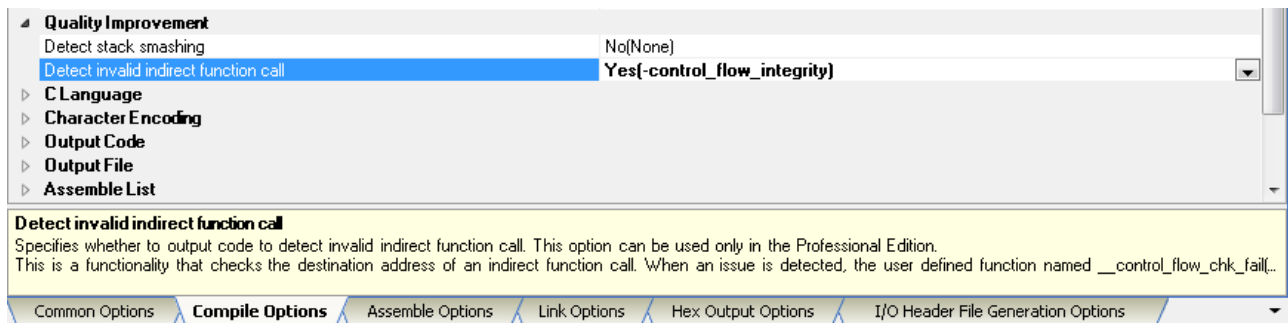 Quality Improvement
Detect stack smashing No(None)
Detect invalid indirect function call Yes(-control_flow_integrity)
C Language
Character Encoding
Output Code
Output File
Assemble List
Detect invalid indirect function call
Specifies whether to output code to detect invalid indirect function call. This option can be used only in the Professional Edition.
This is a functionality that checks the destination address of an indirect function call. When an issue is detected, the user defined function named __control_flow_chk_fail(...
Common Options Compile Options Assemble Options Link Options Hex Output Options I/O Header File Generation Options